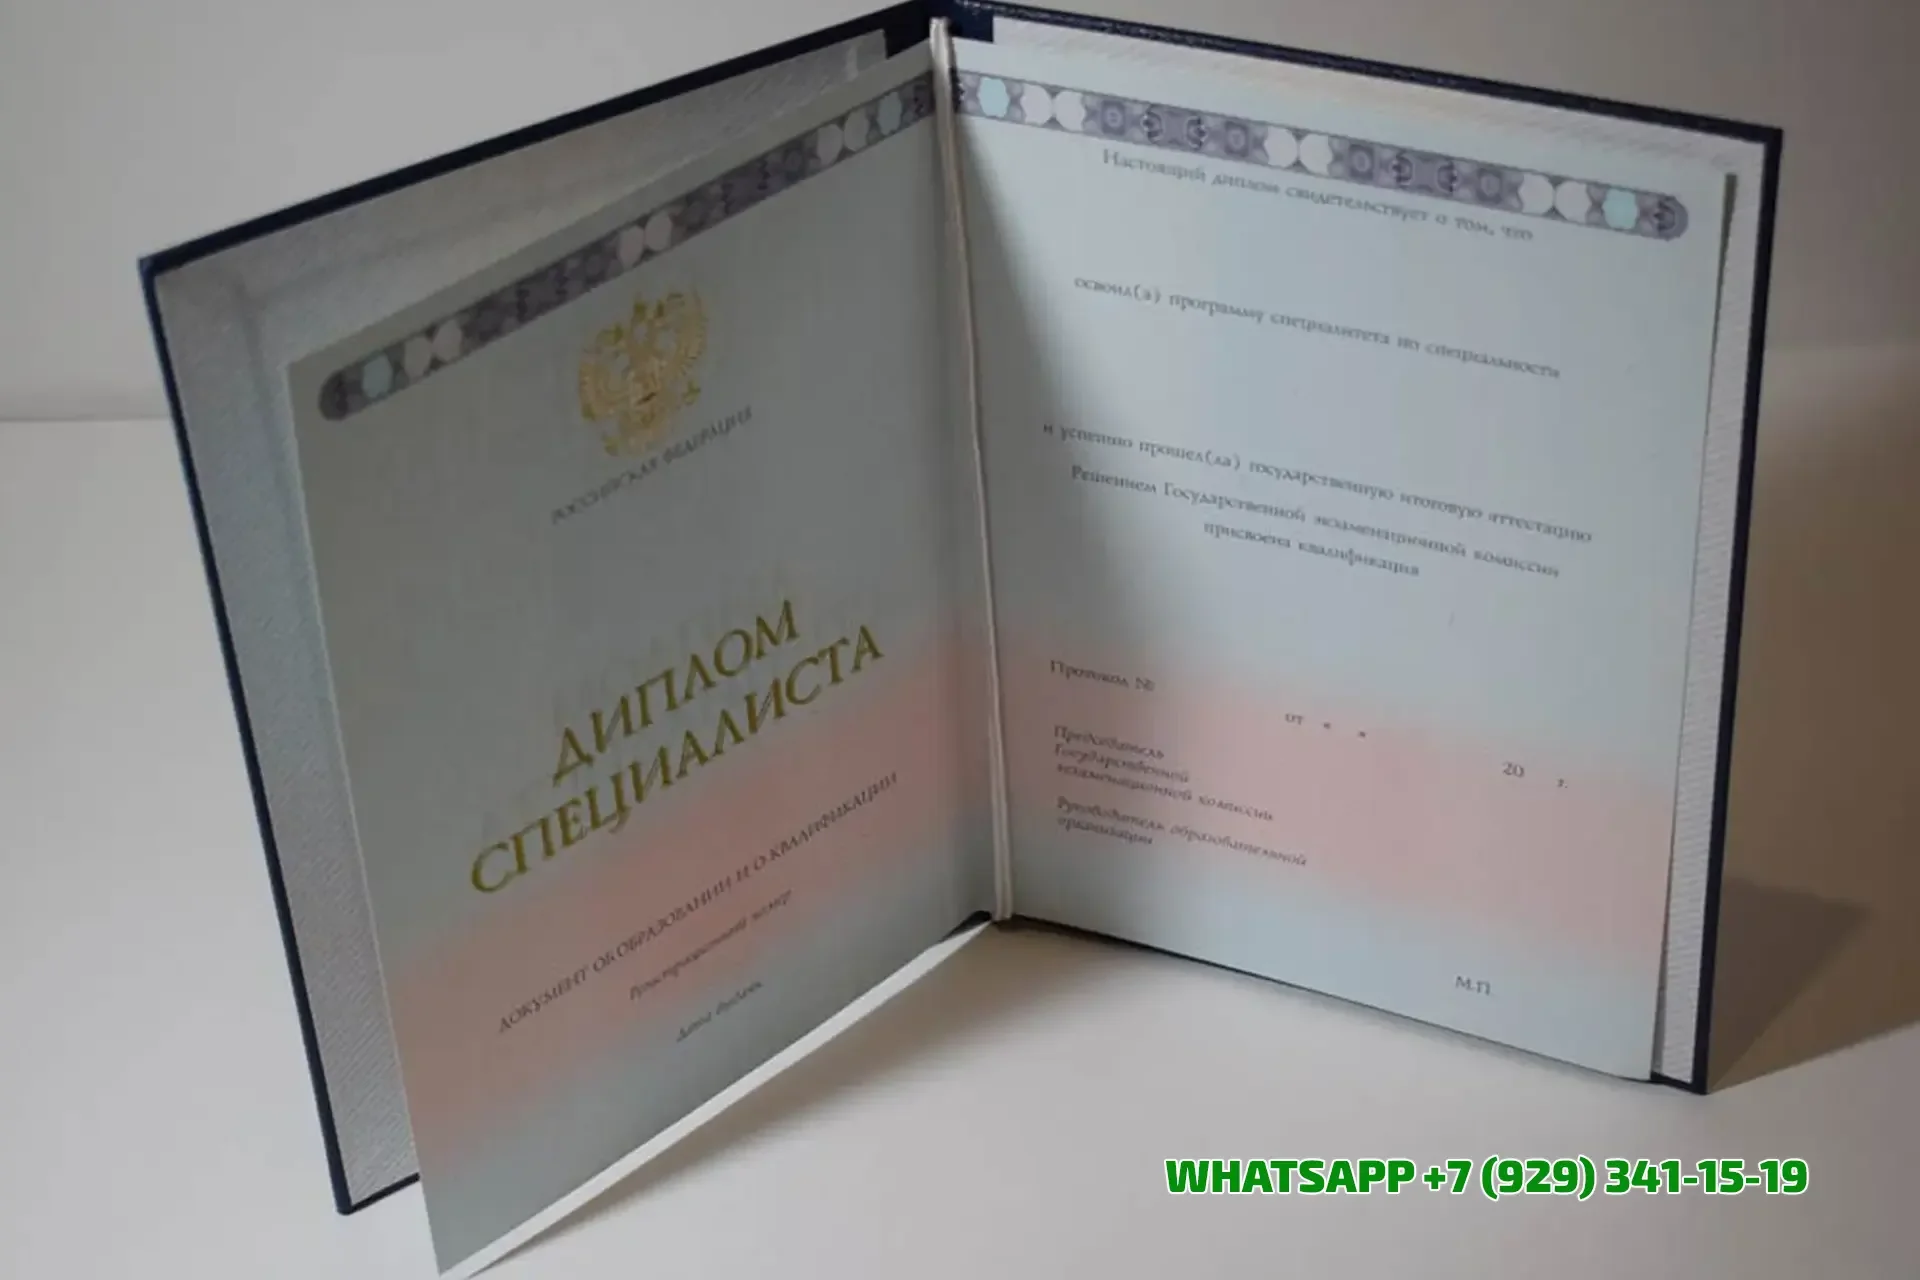 РОССИЙСКАЯ ФЕДЕРАЦИЯ
ДИПЛОМ
СПЕЦИАЛИСТА
ДОКУМЕНТ ОБ ОБРАЗОВАНИИ И О КВАЛИФИКАЦИИ
Регистрационный номер
Дата выдачи
Настоящий диплом свидетельствует о том, что
освоил(а) программу специалитета по специальности
и успешно прошел(ла) государственную итоговую аттестацию
Решением Государственной экзаменационной комиссии
присвоена квалификация
Протокол №
от « » 20 г.
Председатель
Государственной
экзаменационной комиссии
Руководитель образовательной
организации
М.П.
WHATSAPP +7 (929) 341-15-19